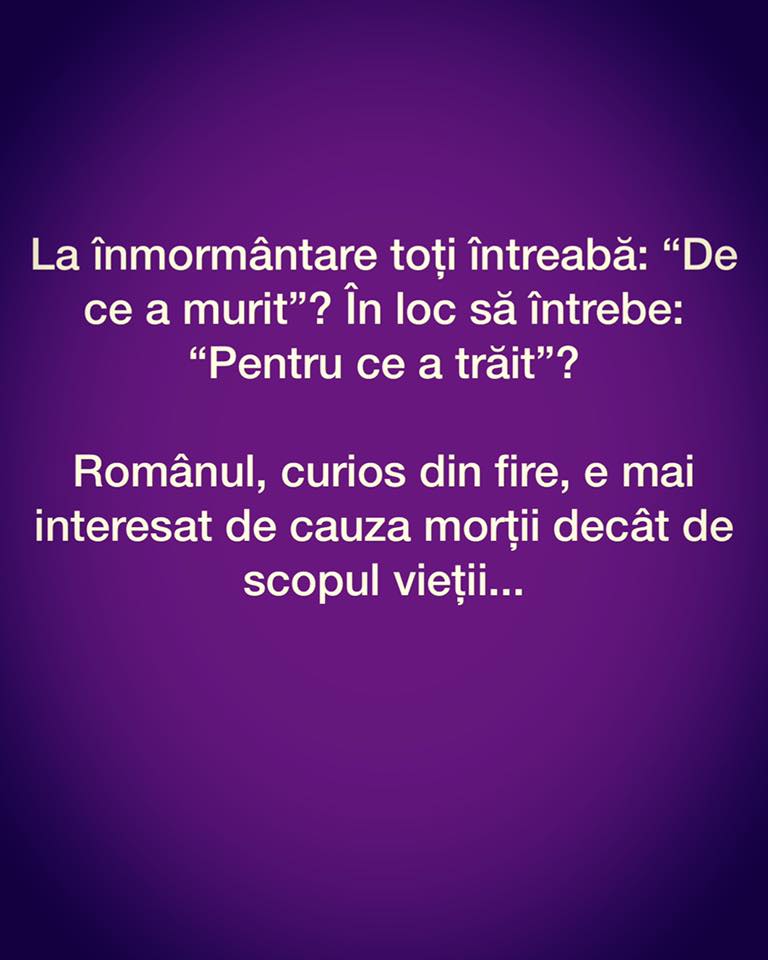 La înmormântare toți întreabă: “De
ce a murit”? În loc să întrebe:
“Pentru ce a trăit”?
Românul, curios din fire, e mai
interesat de cauza morții decât de
scopul vieții...